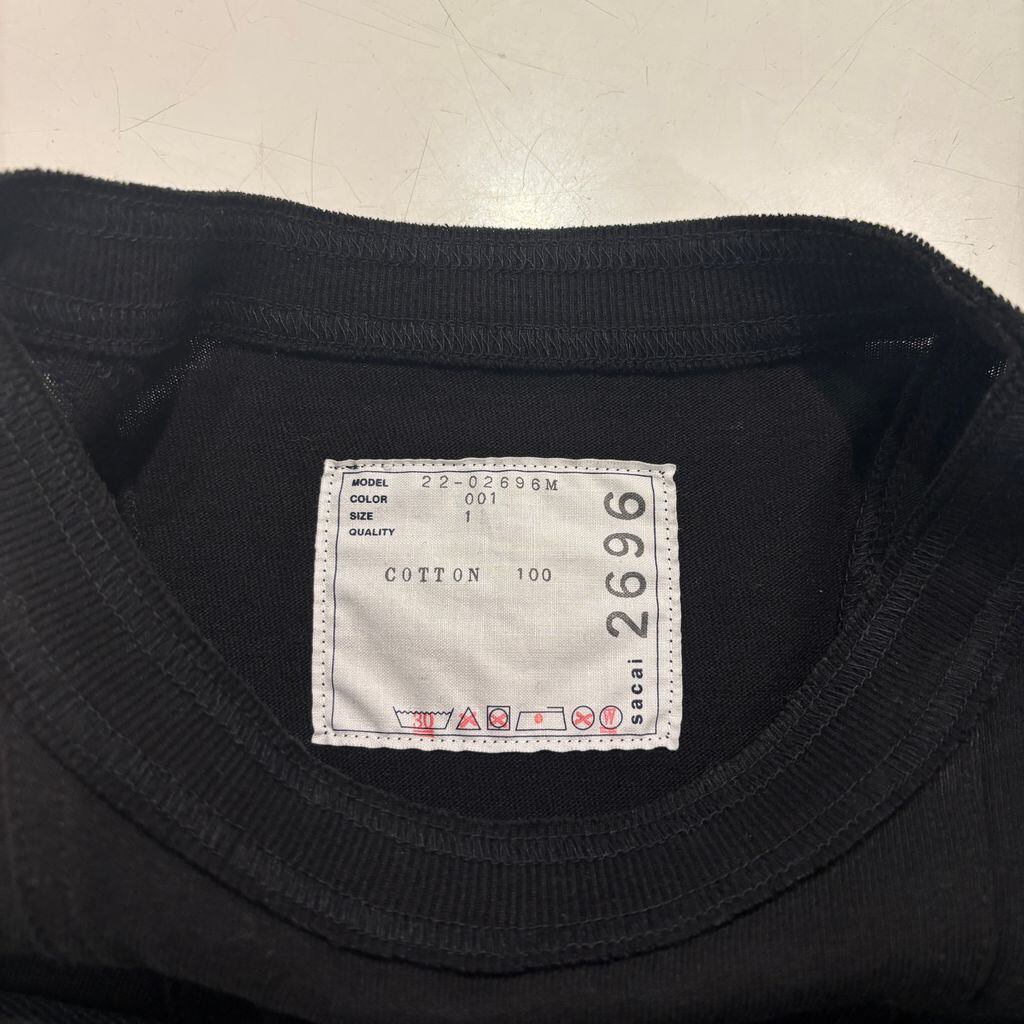 MODEL 22-02696M
COLOR 001
SIZE 1
QUALITY
COTTON 100
30
W
sacai 2696